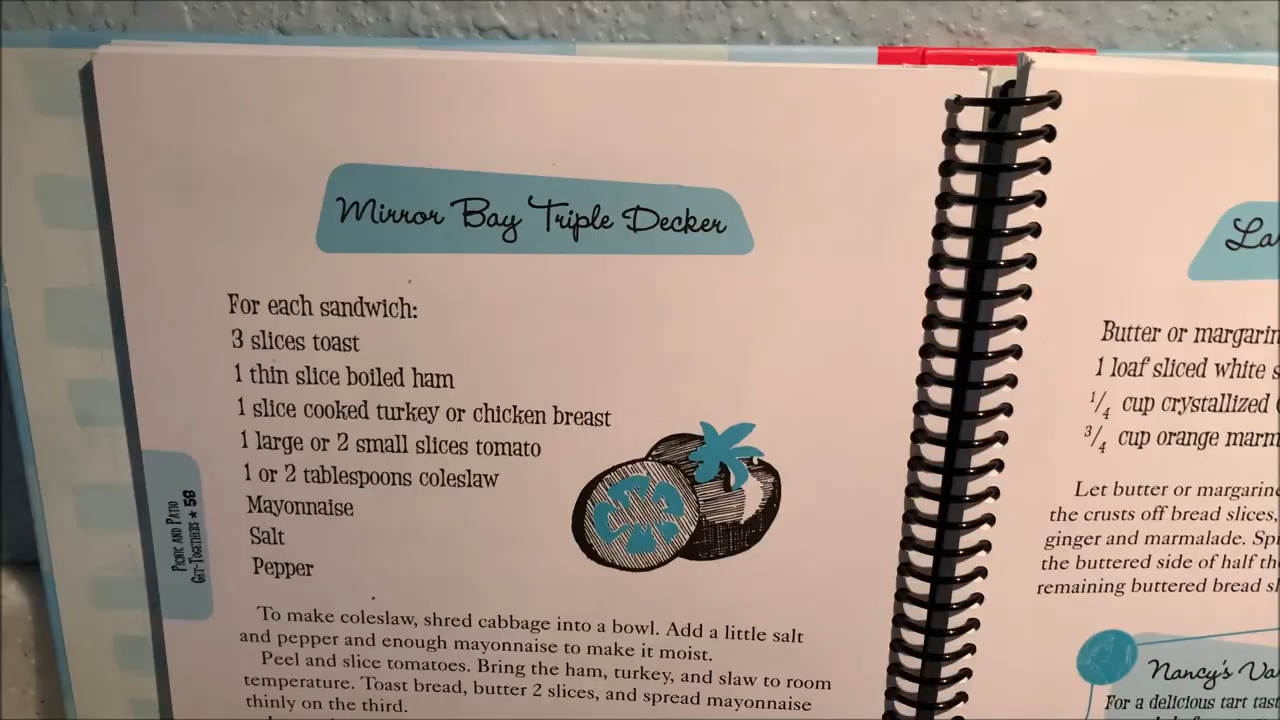 Mirror Bay Triple Decker
For each sandwich:
3 slices toast
1 thin slice boiled ham
1 slice cooked turkey or chicken breast
1 large or 2 small slices tomato
1 or 2 tablespoons coleslaw
Mayonnaise
Salt
Pepper
To make coleslaw, shred cabbage into a bowl. Add a little salt
and pepper and enough mayonnaise to make it moist.
Peel and slice tomatoes. Bring the ham, turkey, and slaw to room
temperature. Toast bread, butter 2 slices, and spread mayonnaise
thinly on the third.
Picnic and Patio
Get-Togethers ★ 59
Butter or
1 loaf sliced white
1/4 cup crystallized
3/4 cup orange
Let butter or margarine
the crusts off bread slices,
ginger and marmalade.
the buttered side of half
remaining buttered bread
Nancy's
For a delicious tart